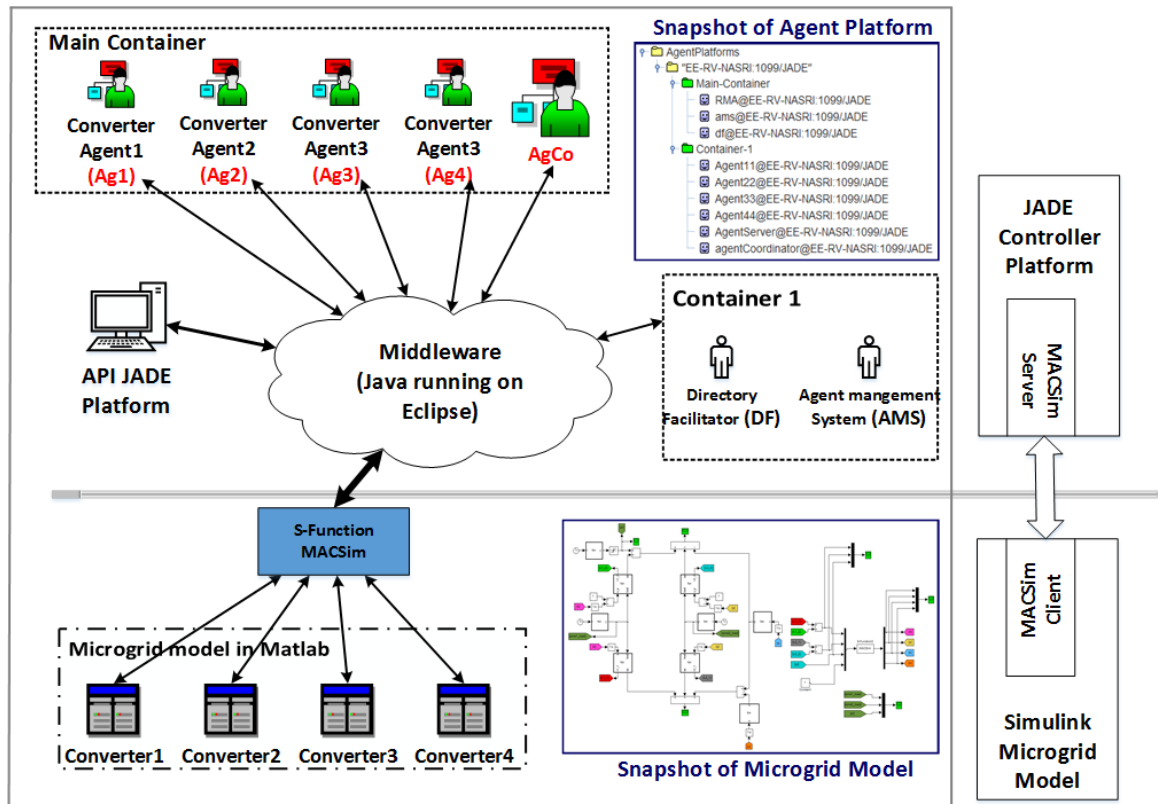 Main Container
Converter
Agent1
(Ag1)
Converter
Agent2
(Ag2)
Converter
Agent3
(Ag3)
Converter
Agent3
(Ag4)
AgCo
Snapshot of Agent Platform
AgentPlatforms
"EE-RV-NASRI:1099/JADE"
Main-Container
RMA@EE-RV-NASRI:1099/JADE
ams@EE-RV-NASRI:1099/JADE
df@EE-RV-NASRI:1099/JADE
Container-1
Agent11@EE-RV-NASRI:1099/JADE
Agent22@EE-RV-NASRI:1099/JADE
Agent33@EE-RV-NASRI:1099/JADE
Agent44@EE-RV-NASRI:1099/JADE
AgentServer@EE-RV-NASRI:1099/JADE
agentCoordinator@EE-RV-NASRI:1099/JADE
API JADE
Platform
Middleware
(Java running on
Eclipse)
Container 1
Directory
Facilitator (DF)
Agent mangement
System (AMS)
S-Function
MACSim
Microgrid model in Matlab
Converter1
Converter2
Converter3
Converter4
Snapshot of Microgrid Model
JADE
Controller
Platform
MACSim
Server
MACSim
Client
Simulink
Microgrid
Model